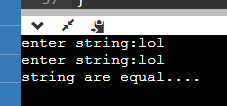 enter string:lol
enter string:lol
string are equal....